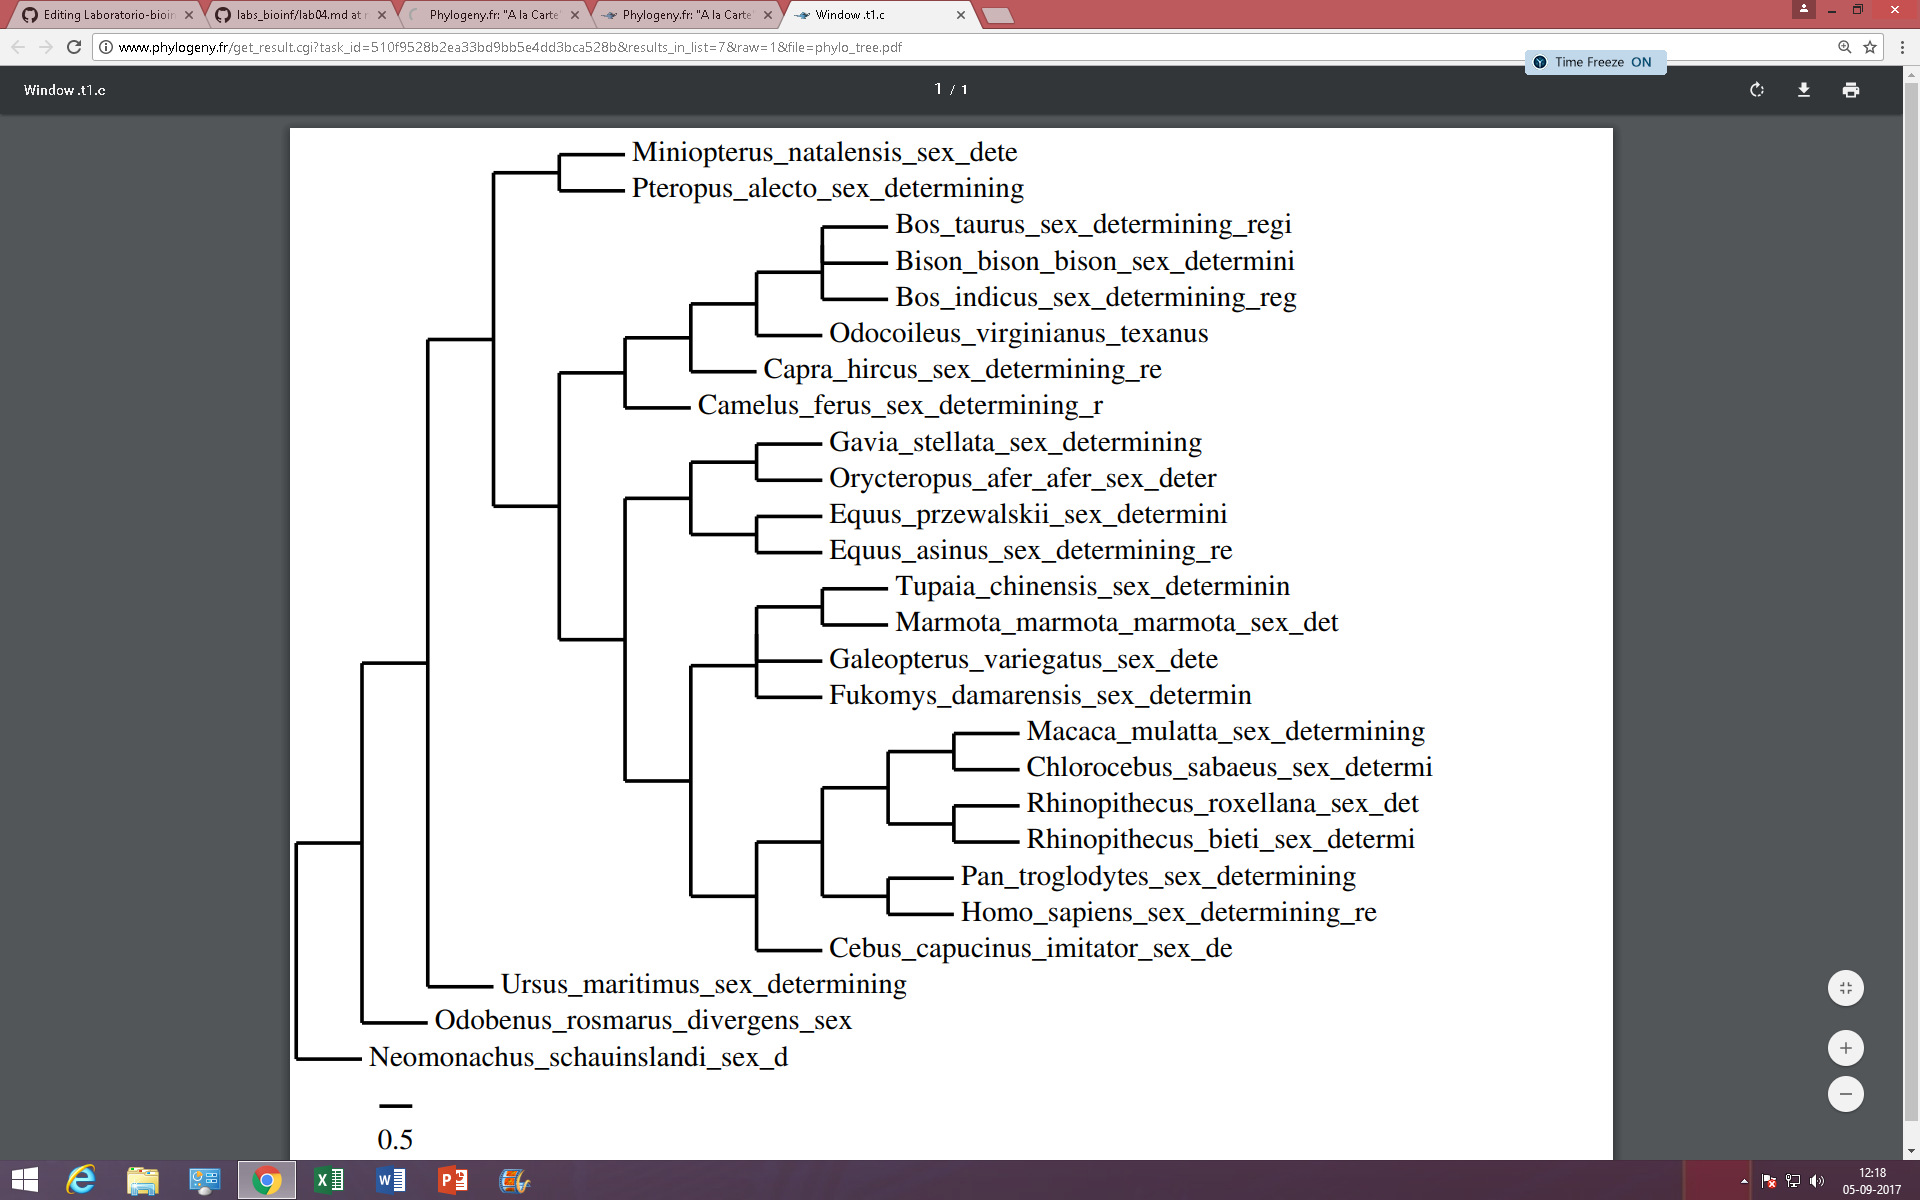 Editing Laboratorio-bioin
labs_bioinf/lab04.md at r
Phylogeny.fr: "A la Carte"
Phylogeny.fr: "A la Carte"
Window .t1.c
www.phylogeny.fr/get_result.cgi?task_id=510f9528b2ea33bd9bb5e4dd3bca528b&results_in_list=7&raw=1&file=phylo_tree.pdf
Time Freeze ON
Window .t1.c
1 / 1
Miniopterus_natalensis_sex_dete
Pteropus_alecto_sex_determining
Bos_taurus_sex_determining_regi
Bison_bison_bison_sex_determini
Bos_indicus_sex_determining_reg
Odocoileus_virginianus_texanus
Capra_hircus_sex_determining_re
Camelus_ferus_sex_determining_r
Gavia_stellata_sex_determining
Orycteropus_afer_afer_sex_deter
Equus_przewalskii_sex_determini
Equus_asinus_sex_determining_re
Tupaia_chinensis_sex_determinin
Marmota_marmota_marmota_sex_det
Galeopterus_variegatus_sex_dete
Fukomys_damarensis_sex_determin
Macaca_mulatta_sex_determining
Chlorocebus_sabaeus_sex_determi
Rhinopithecus_roxellana_sex_det
Rhinopithecus_bieti_sex_determi
Pan_troglodytes_sex_determining
Homo_sapiens_sex_determining_re
Cebus_capucinus_imitator_sex_de
Ursus_maritimus_sex_determining
Odobenus_rosmarus_divergens_sex
Neomonachus_schauinslandi_sex_d
0.5
12:18
05-09-2017